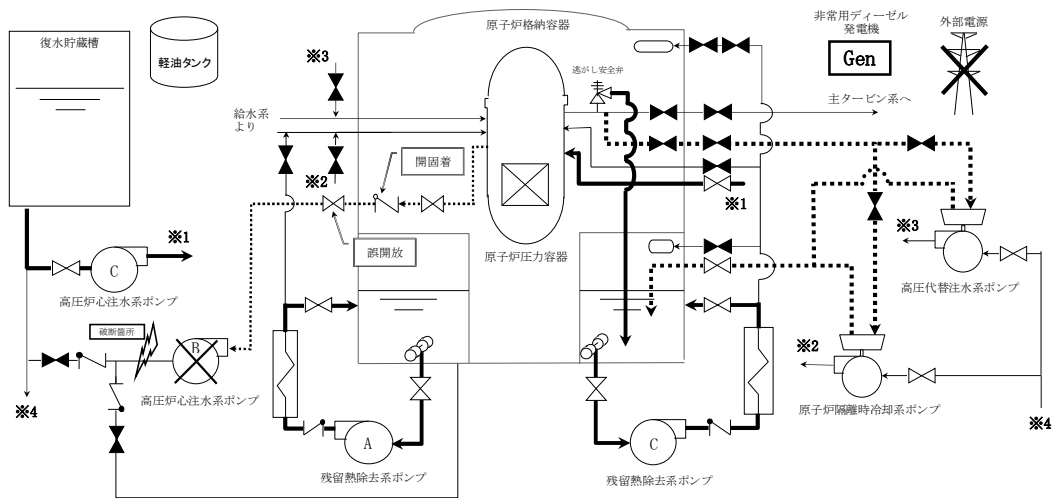 原子炉格納容器
非常用ディーゼル
発電機
外部電源
復水貯蔵槽
軽油タンク
Gen
※3
逃がし安全弁
主タービン系へ
給水系
より
開固着
※2
※1
誤開放
原子炉圧力容器
※1
※3
C
高圧炉心注水系ポンプ
高圧代替注水系ポンプ
破断箇所
B
※2
高圧炉心注水系ポンプ
※4
原子炉隔離時冷却系ポンプ
※4
A
C
残留熱除去系ポンプ
残留熱除去系ポンプ